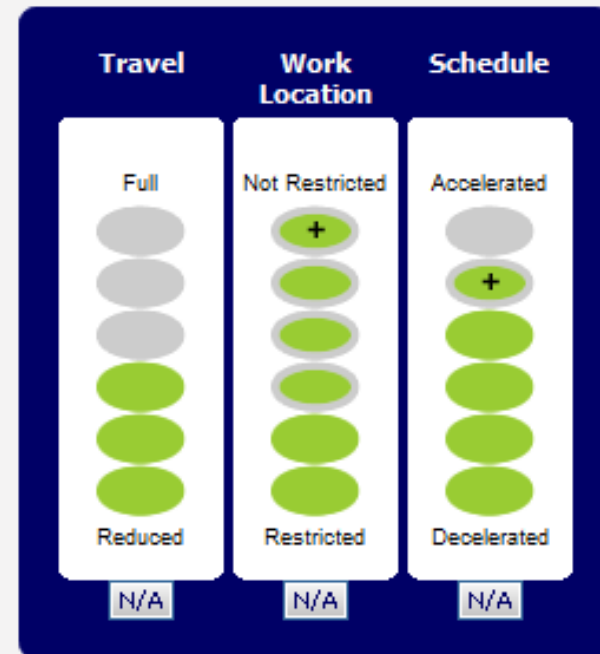 Travel
Work
Location
Schedule
Full
Not Restricted
Accelerated
+
+
Reduced
Restricted
Decelerated
N/A
N/A
N/A